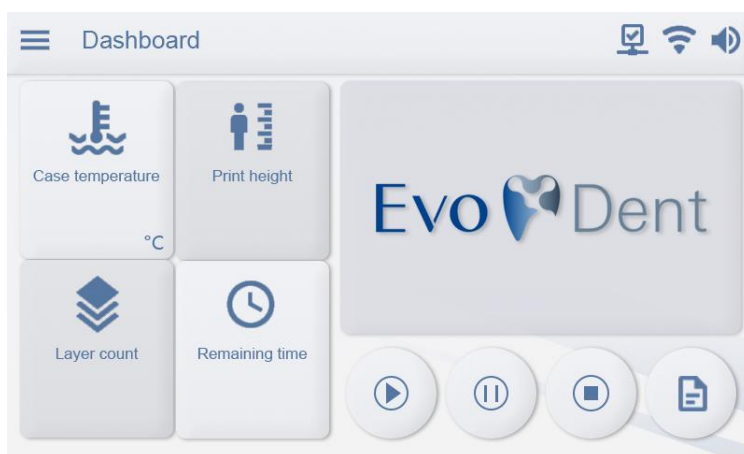 Dashboard
Case temperature
°C
Print height
Evo Dent
Layer count
Remaining time